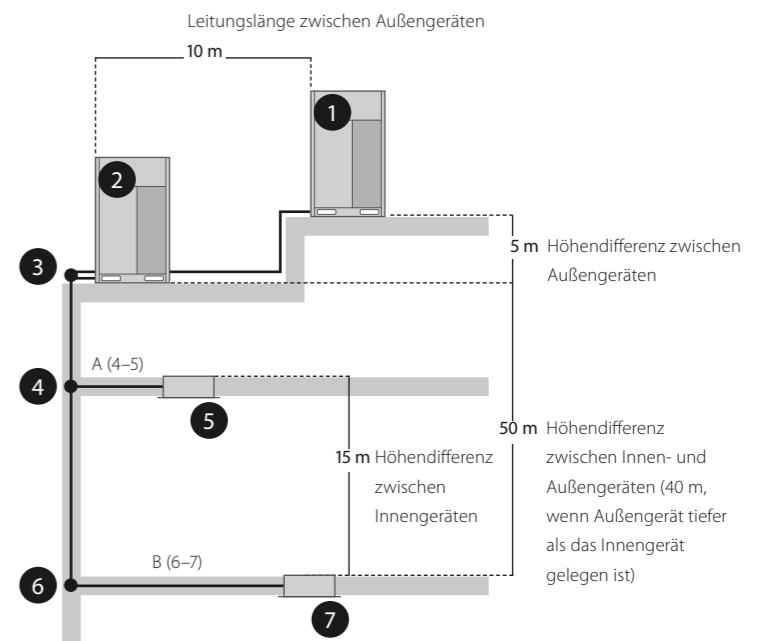 Leitungslänge zwischen Außengeräten
10 m
1
2
3
5 m Höhendifferenz zwischen
Außengeräten
A (4–5)
4
5
50 m Höhendifferenz
zwischen Innen- und
Außengeräten (40 m,
wenn Außengerät tiefer
als das Innengerät
gelegen ist)
15 m Höhendifferenz
zwischen
Innengeräten
B (6–7)
6
7